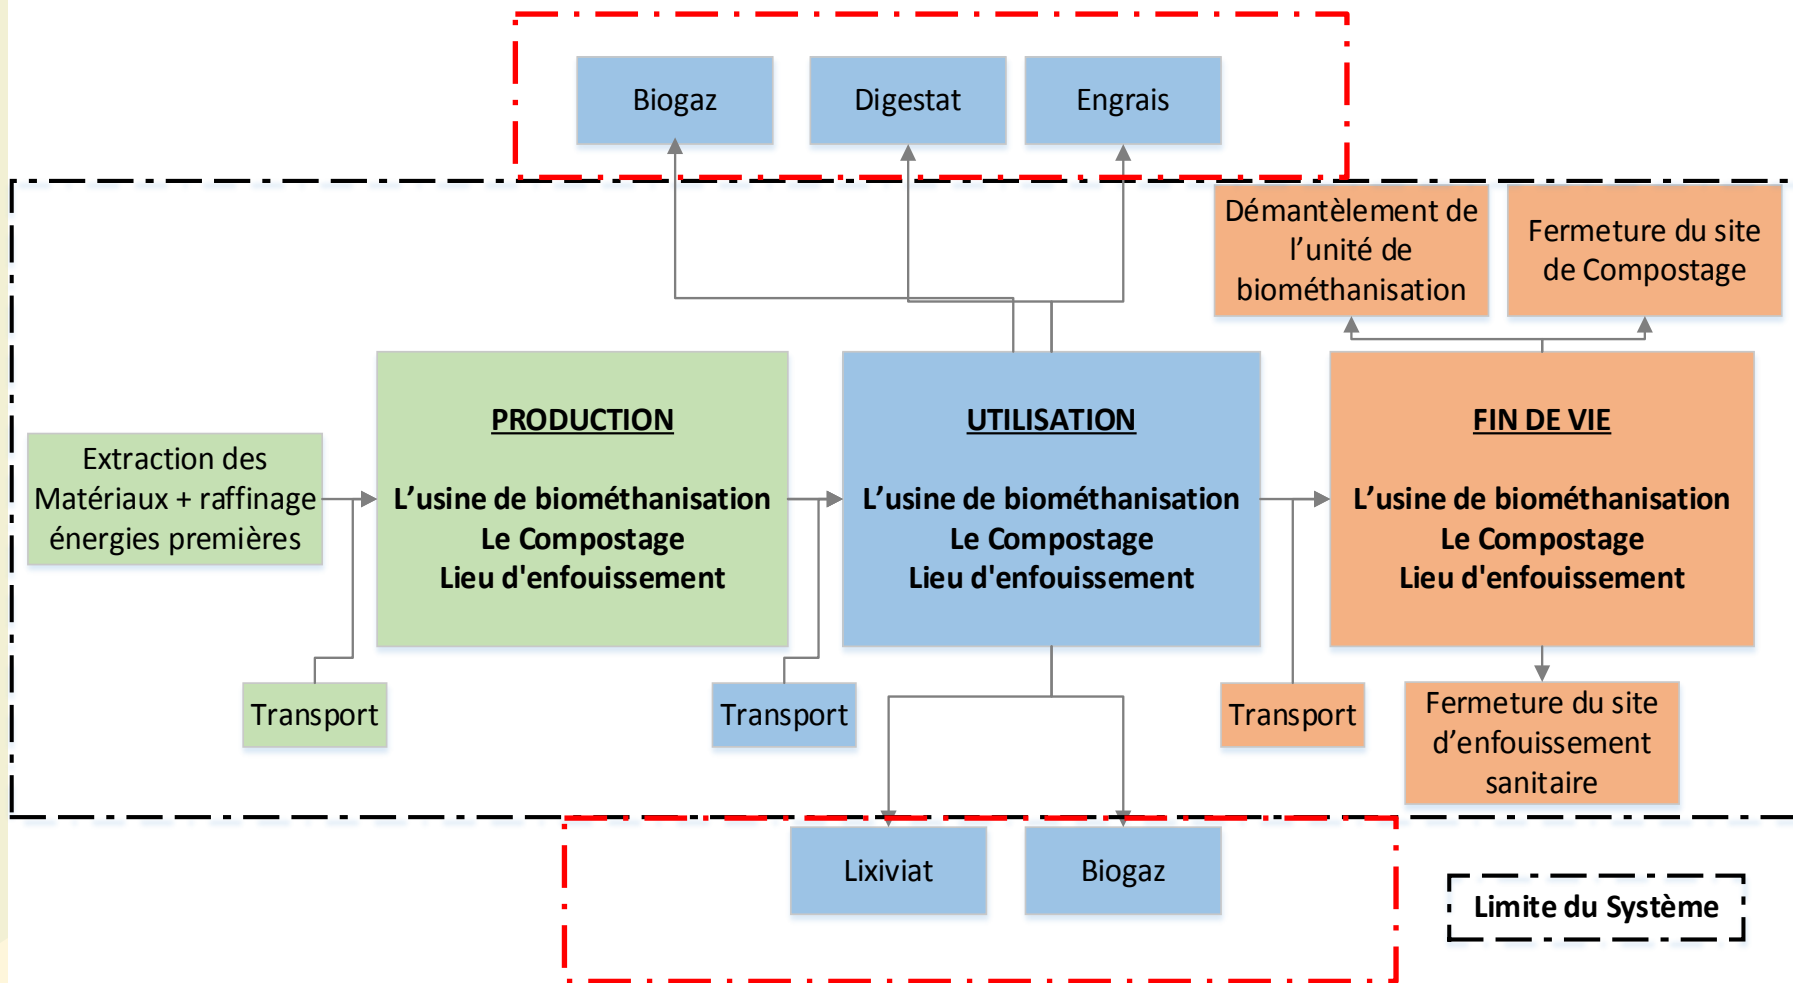 Biogaz
Digestat
Engrais
Démantèlement de
l’unité de
biométhanisation
Fermeture du site
de Compostage
Extraction des
Matériaux + raffinage
énergies premières
PRODUCTION
L’usine de biométhanisation
Le Compostage
Lieu d'enfouissement
UTILISATION
L’usine de biométhanisation
Le Compostage
Lieu d'enfouissement
FIN DE VIE
L’usine de biométhanisation
Le Compostage
Lieu d'enfouissement
Transport
Transport
Transport
Fermeture du site
d’enfouissement
sanitaire
Lixiviat
Biogaz
Limite du Système